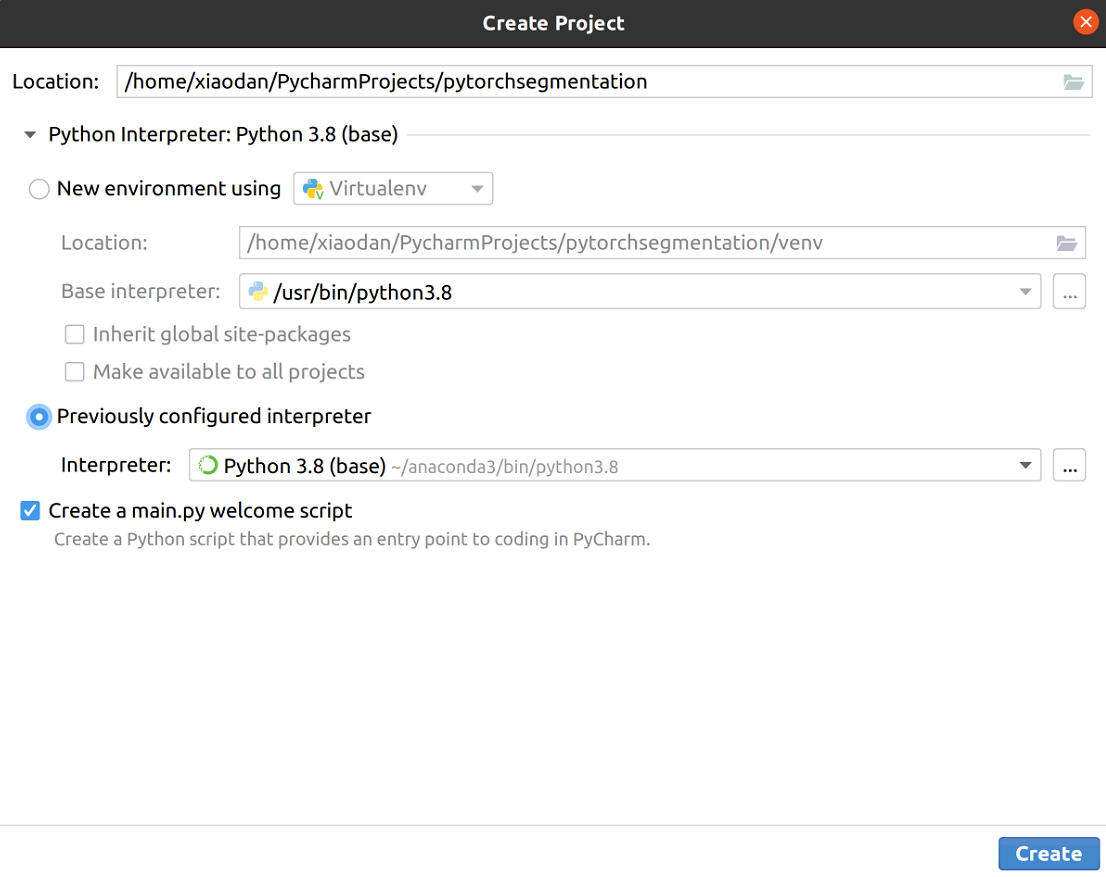 Create Project
Location: /home/xiaodan/PycharmProjects/pytorchsegmentation
Python Interpreter: Python 3.8 (base)
New environment using Virtualenv
Location: /home/xiaodan/PycharmProjects/pytorchsegmentation/venv
Base interpreter: /usr/bin/python3.8 ...
Inherit global site-packages
Make available to all projects
Previously configured interpreter
Interpreter: Python 3.8 (base) ~/anaconda3/bin/python3.8 ...
Create a main.py welcome script
Create a Python script that provides an entry point to coding in PyCharm.
Create